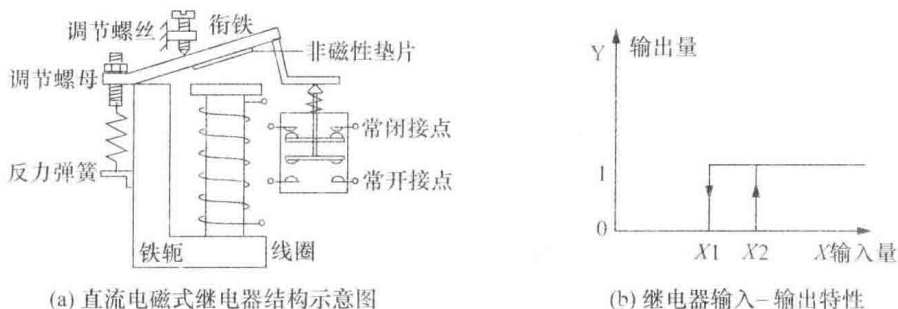 调节螺丝
衔铁
非磁性垫片
调节螺母
常闭接点
反力弹簧
常开接点
铁轭
线圈
(a) 直流电磁式继电器结构示意图
Y
输出量
1
0
X1
X2
X输入量
(b) 继电器输入–输出特性